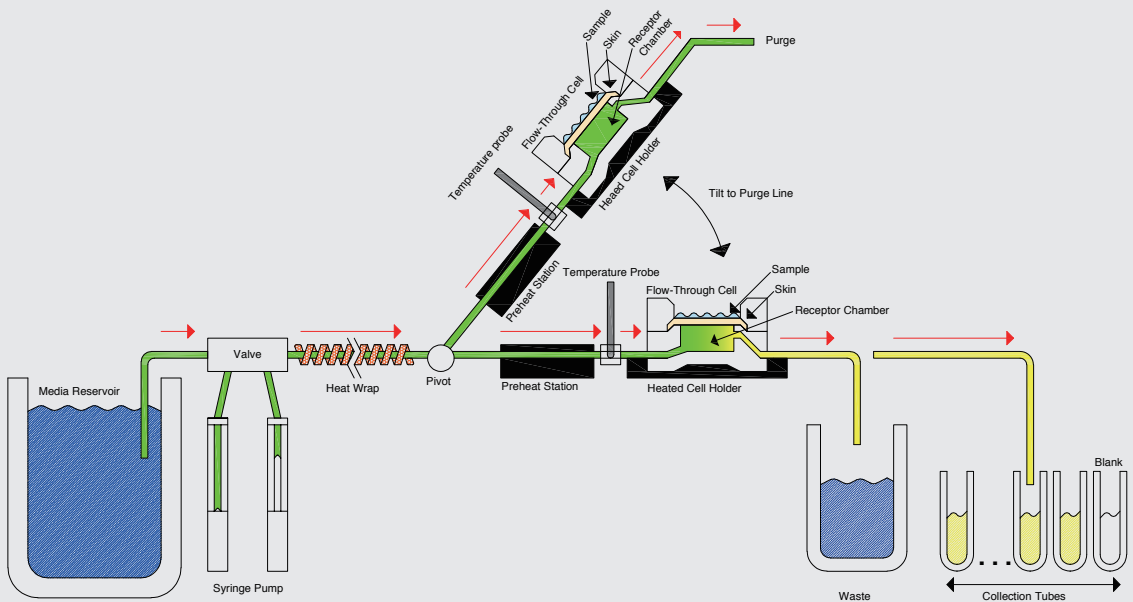 Sample
Skin
Receptor
Chamber
Purge
Flow-Through Cell
Temperature probe
Heaed Cell Holder
Tilt to Purge Line
Preheat Station
Temperature Probe
Flow-Through Cell
Sample
Skin
Receptor Chamber
Valve
Media Reservoir
Heat Wrap
Pivot
Preheat Station
Heated Cell Holder
Blank
Syringe Pump
Waste
Collection Tubes